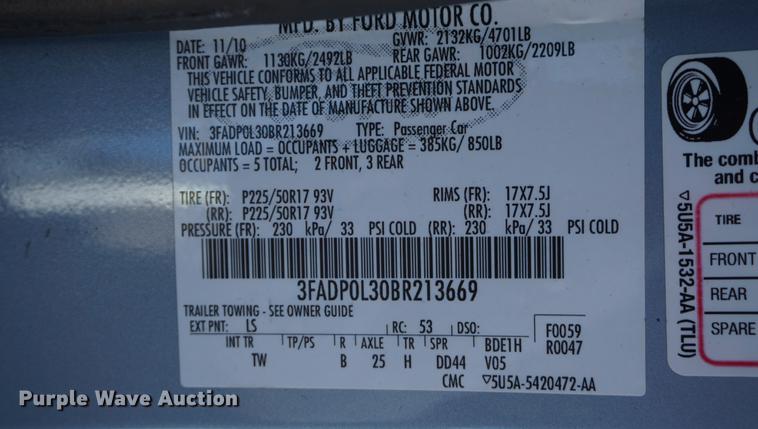 MFD. BY FORD MOTOR CO.
DATE: 11/10 GVWR: 2132KG/4701LB
FRONT GAWR: 1130KG/2492LB REAR GAWR: 1002KG/2209LB
THIS VEHICLE CONFORMS TO ALL APPLICABLE FEDERAL MOTOR
VEHICLE SAFETY, BUMPER, AND THEFT PREVENTION STANDARDS
IN EFFECT ON THE DATE OF MANUFACTURE SHOWN ABOVE.
VIN: 3FADP0L30BR213669 TYPE: Passenger Car
MAXIMUM LOAD = OCCUPANTS + LUGGAGE = 385KG/ 850LB
OCCUPANTS = 5 TOTAL; 2 FRONT, 3 REAR
TIRE (FR): P225/50R17 93V RIMS (FR): 17X7.5J
(RR): P225/50R17 93V (RR): 17X7.5J
PRESSURE (FR): 230 kPa/ 33 PSI COLD (RR): 230 kPa/ 33 PSI COLD
3FADP0L30BR213669
TRAILER TOWING - SEE OWNER GUIDE
EXT PNT: LS RC: 53 DSO: F0059
INT TR TP/PS R AXLE TR SPR BDE1H R0047
TW B 25 H DD44 V05
CMC ▽5U5A-5420472-AA
The comb
and c
▽5U5A-1532-AA (TLU)
TIRE
FRONT
REAR
SPARE
Purple Wave Auction